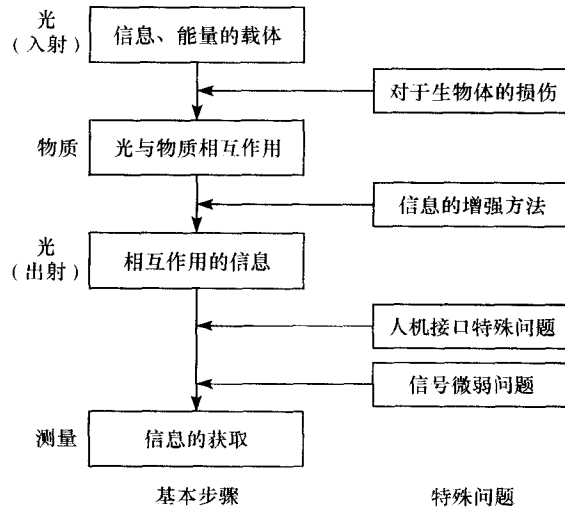 光
（入射）
信息、能量的载体
对于生物体的损伤
物质
光与物质相互作用
信息的增强方法
光
（出射）
相互作用的信息
人机接口特殊问题
信号微弱问题
测量
信息的获取
基本步骤
特殊问题